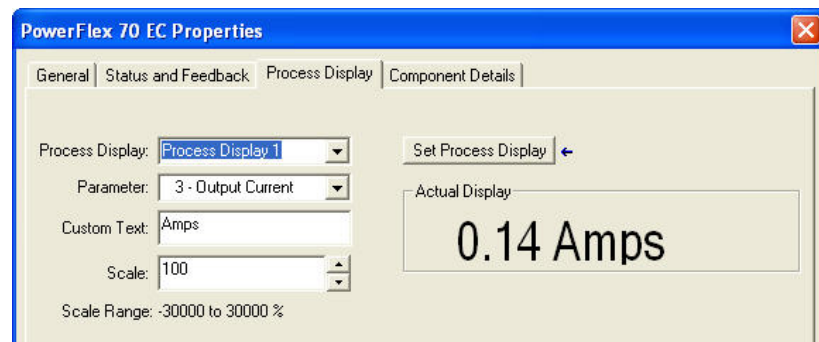 PowerFlex 70 EC Properties
General Status and Feedback Process Display Component Details
Process Display: Process Display 1 Set Process Display
Parameter: 3 - Output Current Actual Display
Custom Text: Amps 0.14 Amps
Scale: 100
Scale Range: -30000 to 30000 %